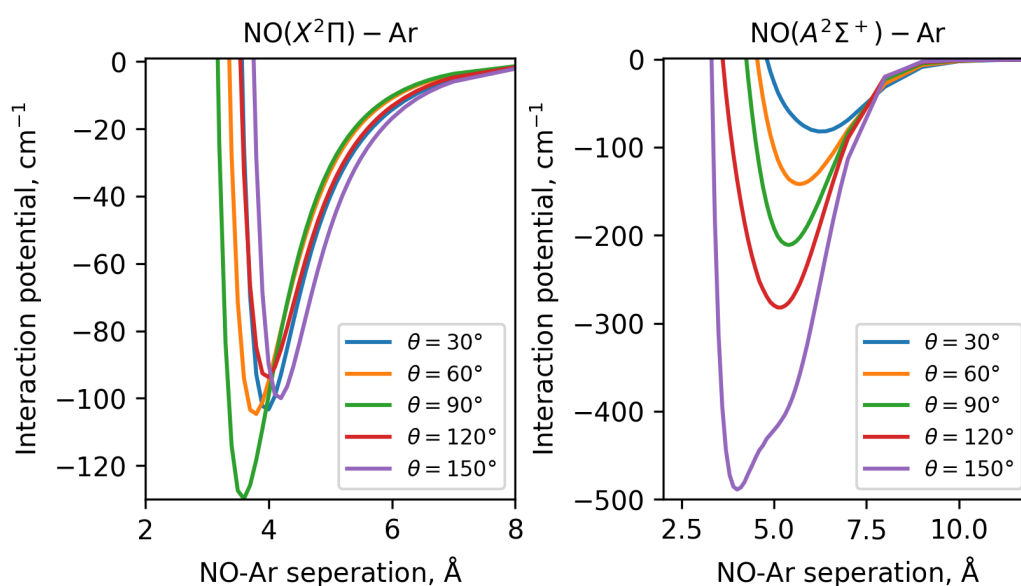 NO(X²Π) − Ar
Interaction potential, cm⁻¹
0
−20
−40
−60
−80
−100
−120
θ = 30°
θ = 60°
θ = 90°
θ = 120°
θ = 150°
2
4
6
8
NO-Ar seperation, Å
NO(A²Σ⁺) − Ar
Interaction potential, cm⁻¹
0
−100
−200
−300
−400
−500
θ = 30°
θ = 60°
θ = 90°
θ = 120°
θ = 150°
2.5
5.0
7.5
10.0
NO-Ar seperation, Å